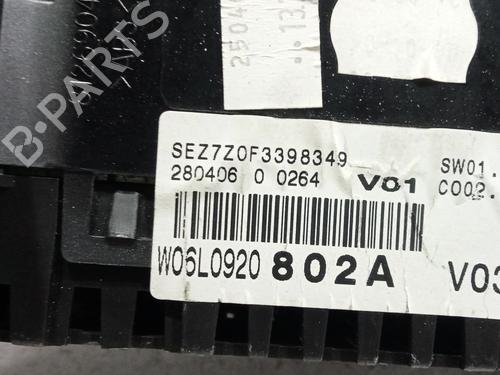 B-PARTS
SEZ7Z0F3398349
280406 0 0264 V01
SW01.
C002.
W06L0920 802A V03